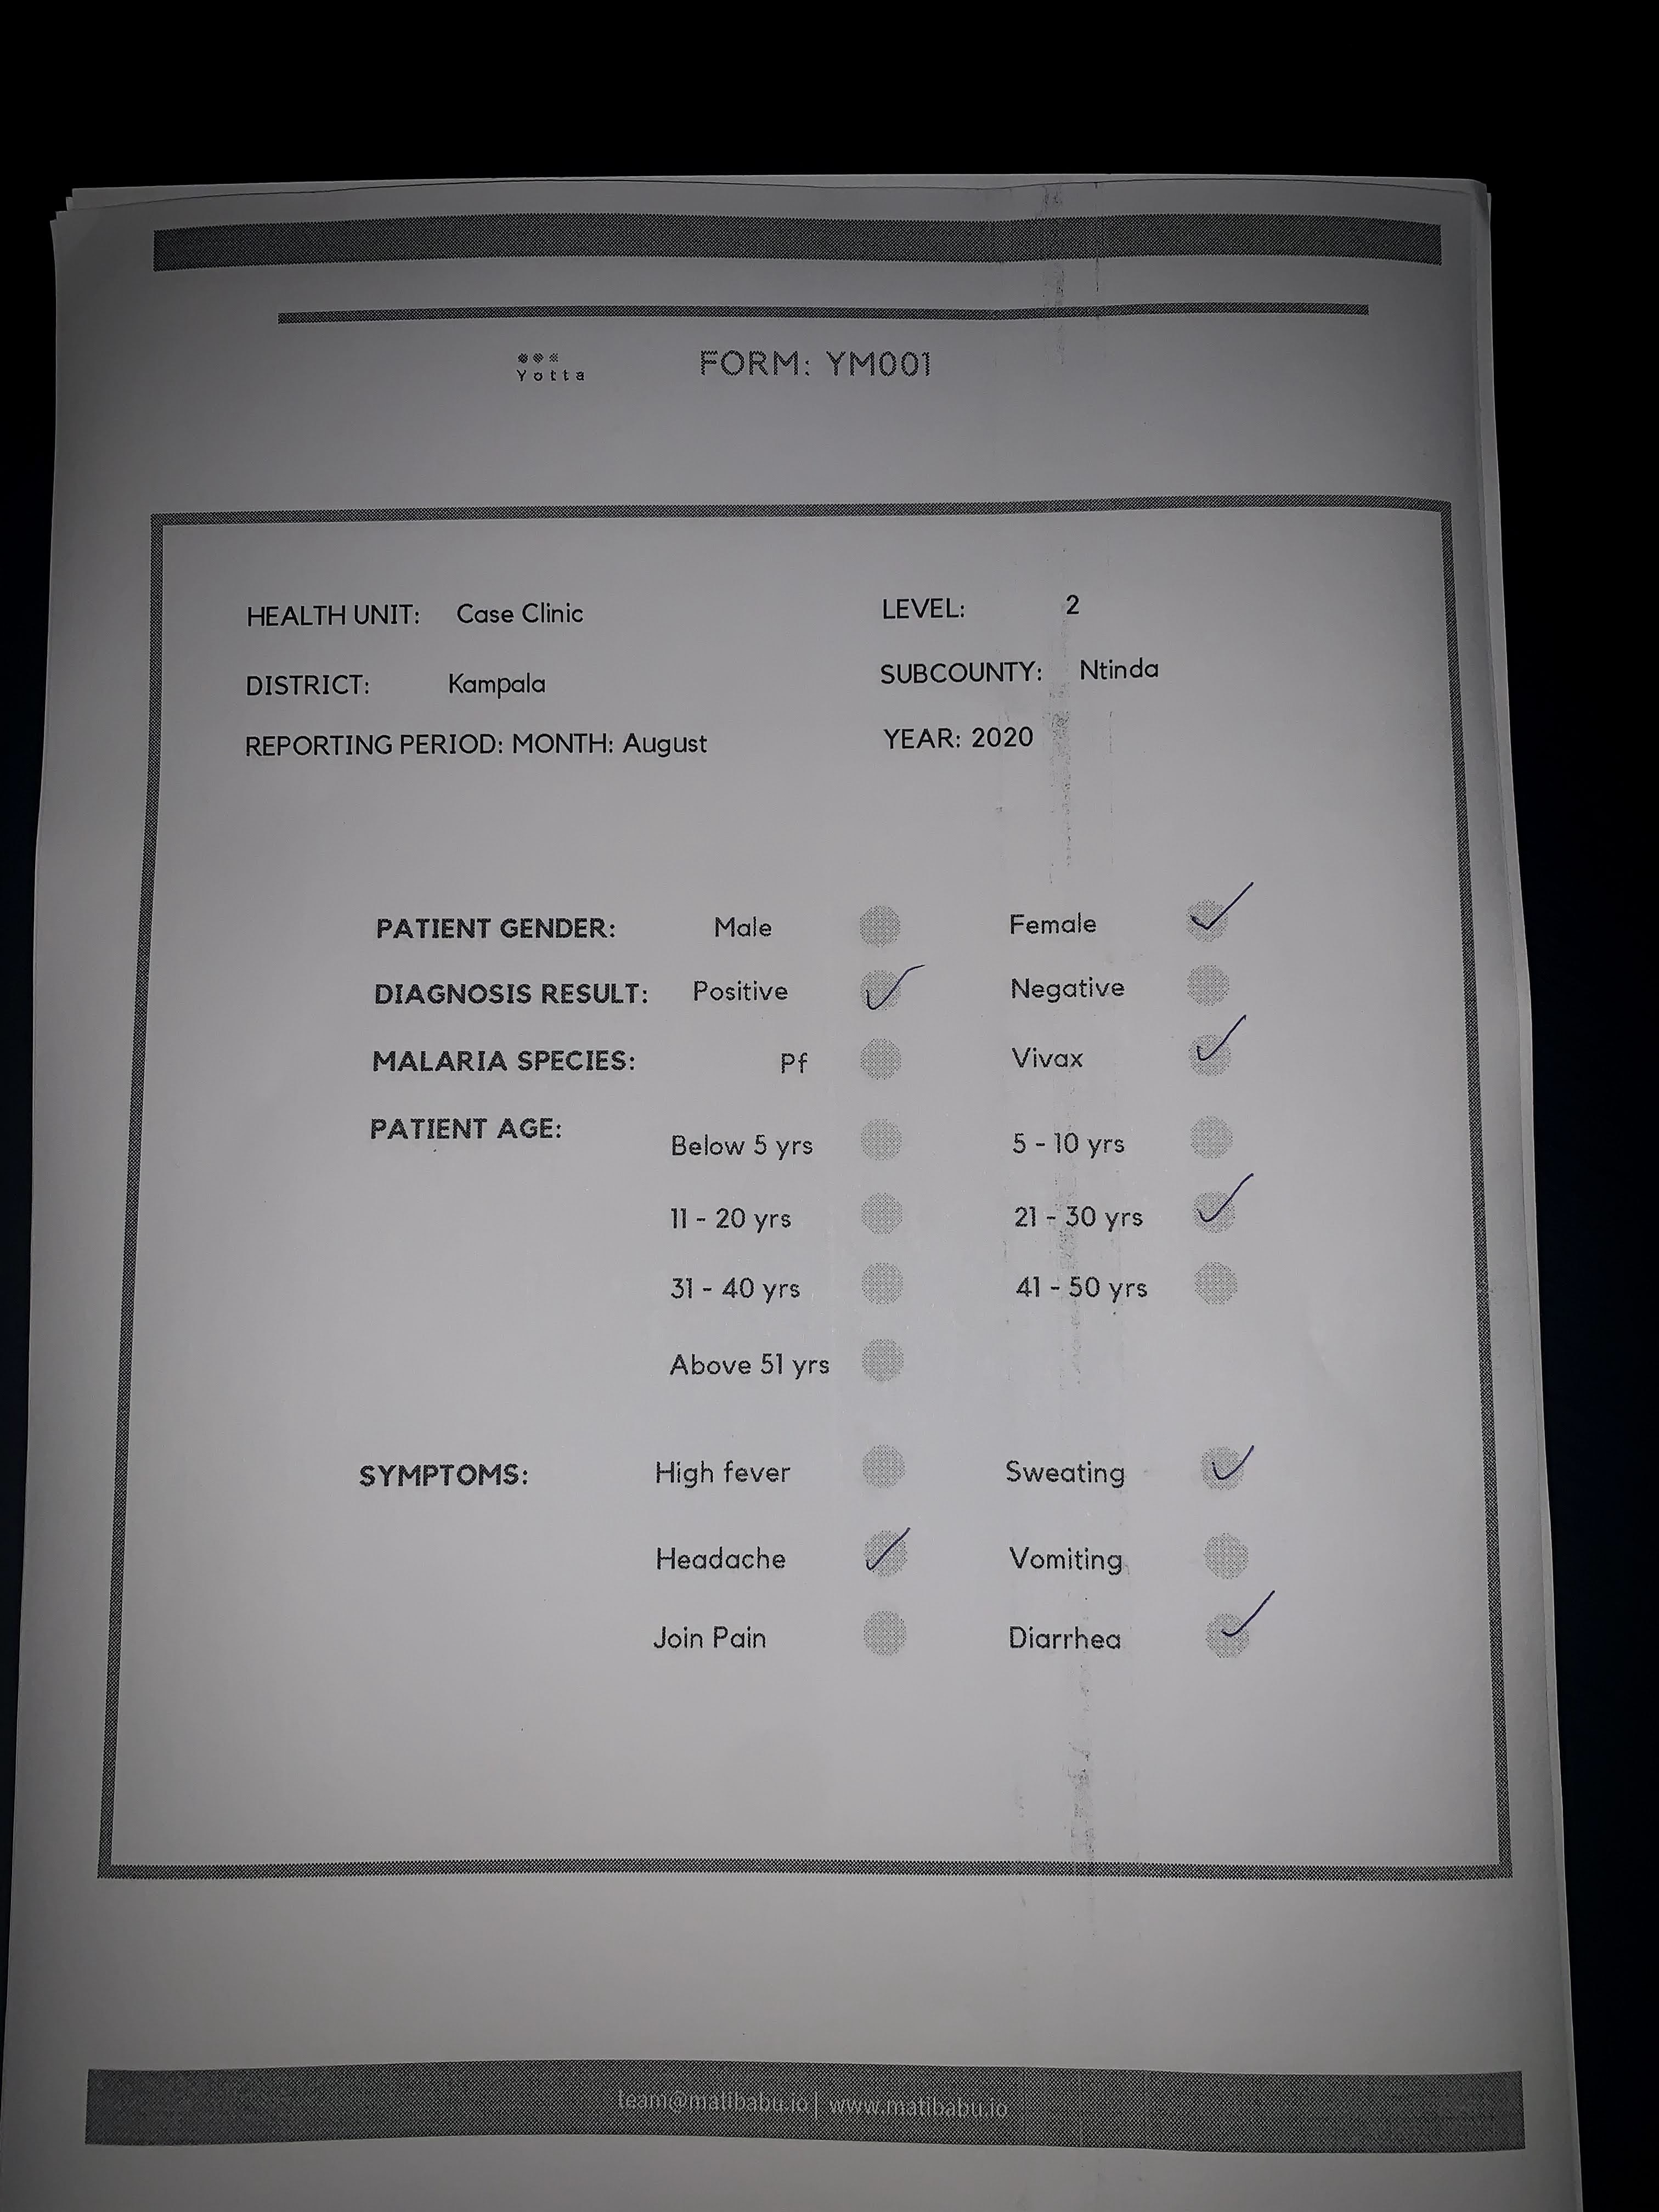 Yotta FORM: YM001
HEALTH UNIT: Case Clinic LEVEL: 2
DISTRICT: Kampala SUBCOUNTY: Ntinda
REPORTING PERIOD: MONTH: August YEAR: 2020
PATIENT GENDER: Male Female ✓
DIAGNOSIS RESULT: Positive ✓ Negative
MALARIA SPECIES: Pf Vivax ✓
PATIENT AGE: Below 5 yrs 5 - 10 yrs
11 - 20 yrs 21 - 30 yrs ✓
31 - 40 yrs 41 - 50 yrs
Above 51 yrs
SYMPTOMS: High fever Sweating ✓
Headache ✓ Vomiting
Join Pain Diarrhea ✓
team@matibabu.io | www.matibabu.io